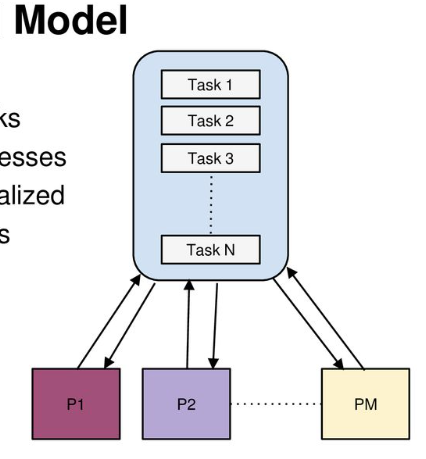 Model
ks
esses
alized
s
Task 1
Task 2
Task 3
Task N
P1
P2
PM